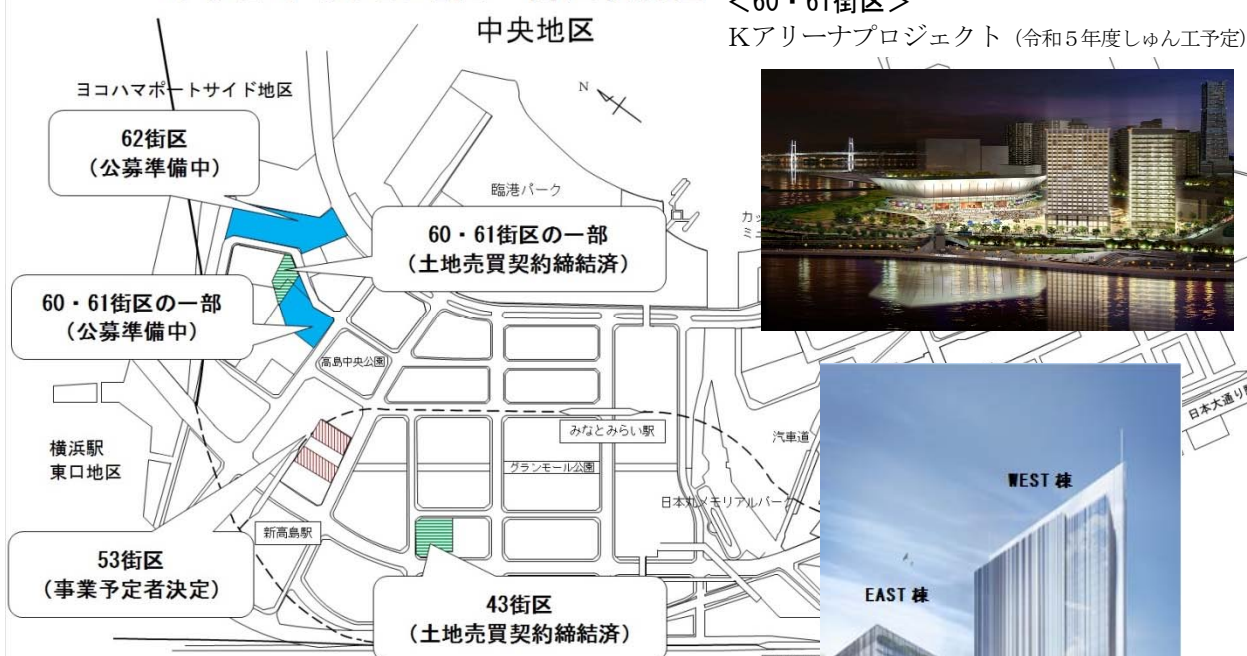 中央地区
<60・61街区>
Kアリーナプロジェクト(令和5年度しゅん工予定)
ヨコハマポートサイド地区
N
62街区
(公募準備中)
臨港パーク
60・61街区の一部
(土地売買契約締結済)
60・61街区の一部
(公募準備中)
高島中央公園
みなとみらい駅
汽車道
日本大通り
横浜駅
東口地区
グランモール公園
日本丸メモリアルパーク
新高島駅
WEST 棟
EAST 棟
53街区
(事業予定者決定)
43街区
(土地売買契約締結済)